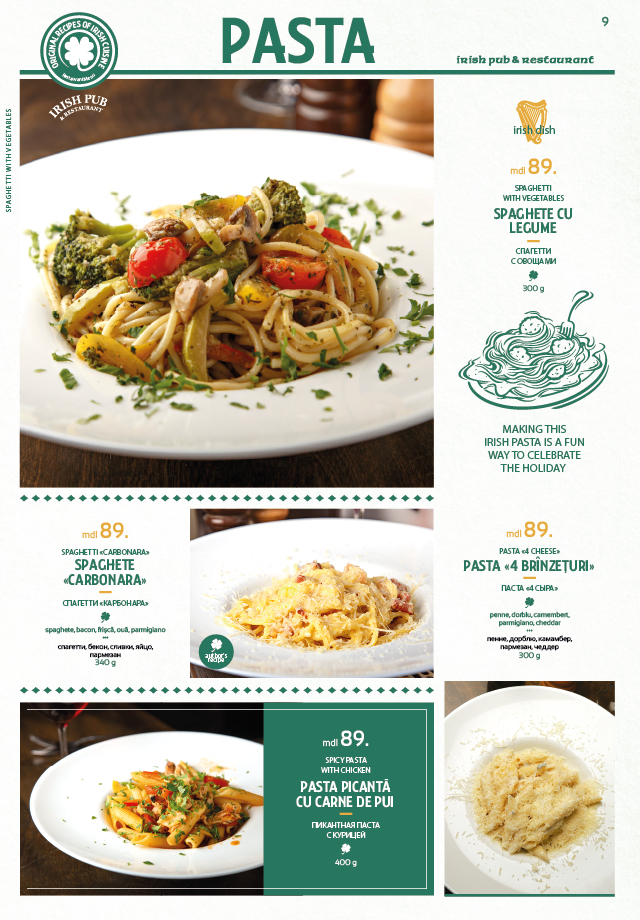 ORIGINAL RECIPES OF IRISH CUISINE
PASTA
9
irish pub & restaurant
IRISH PUB
& RESTAURANT
SPAGHETTI WITH VEGETABLES
irish dish
mdl 89.
SPAGHETTI
WITH VEGETABLES
SPAGHETE CU
LEGUME
СПАГЕТТИ
С ОВОЩАМИ
300 g
MAKING THIS
IRISH PASTA IS A FUN
WAY TO CELEBRATE
THE HOLIDAY
mdl 89.
SPAGHETTI «CARBONARA»
SPAGHETE
«CARBONARA»
СПАГЕТТИ «КАРБОНАРА»
spaghete, bacon, frișcă, ouă, parmigiano
***
спагетти, бекон, сливки, яйцо,
пармезан
340 g
author's
recipe
mdl 89.
PASTA «4 CHEESE»
PASTA «4 BRÎNZEȚURI»
ПАСТА «4 СЫРА»
penne, dorblu, camembert,
parmigiano, cheddar
***
пенне, дорблю, камамбер,
пармезан, чеддер
300 g
mdl 89.
SPICY PASTA
WITH CHICKEN
PASTA PICANTĂ
CU CARNE DE PUI
ПИКАНТНАЯ ПАСТА
С КУРИЦЕЙ
400 g